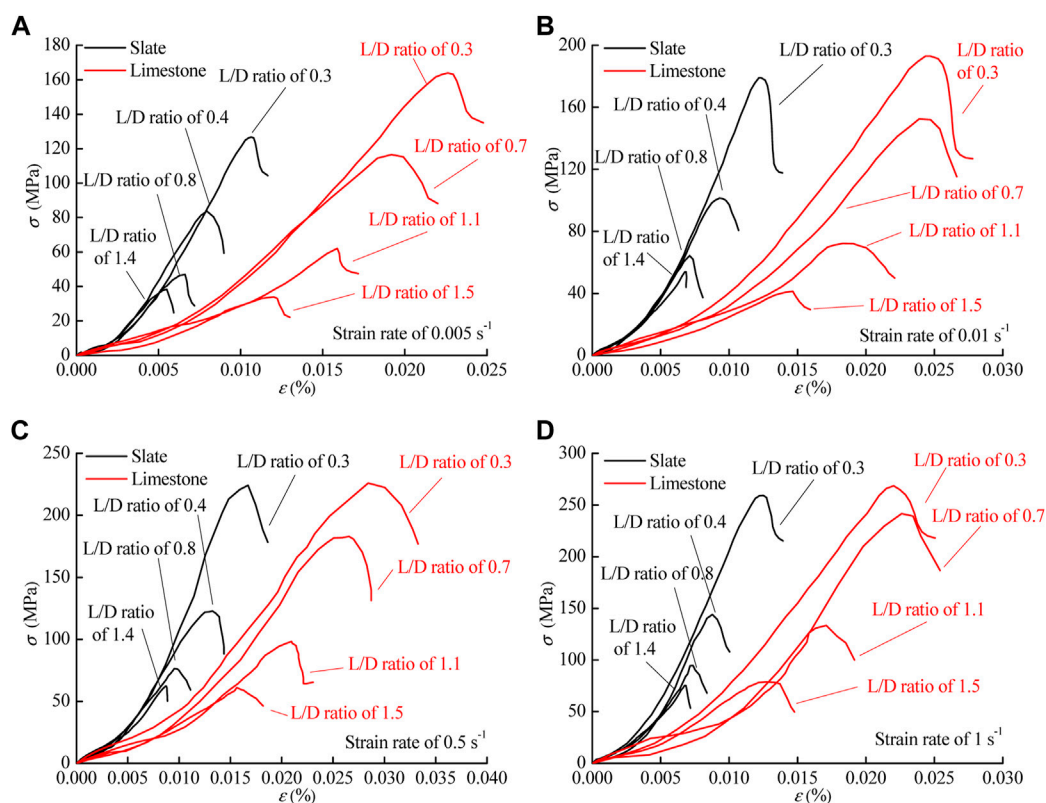 A
Slate
Limestone
L/D ratio of 0.3
L/D ratio of 0.3
L/D ratio of 0.4
L/D ratio of 0.7
L/D ratio of 0.8
L/D ratio of 1.1
L/D ratio
of 1.4
L/D ratio of 1.5
Strain rate of 0.005 s⁻¹
σ (MPa)
180
160
140
120
100
80
60
40
20
0
0.000 0.005 0.010 0.015 0.020 0.025
ε(%)
B
Slate
Limestone
L/D ratio of 0.3
L/D ratio
of 0.3
L/D ratio of 0.4
L/D ratio of 0.8
L/D ratio of 0.7
L/D ratio of 1.1
L/D ratio
of 1.4
L/D ratio of 1.5
Strain rate of 0.01 s⁻¹
σ (MPa)
200
160
120
80
40
0
0.000 0.005 0.010 0.015 0.020 0.025 0.030
ε(%)
C
Slate
Limestone
L/D ratio of 0.3
L/D ratio of 0.3
L/D ratio of 0.4
L/D ratio of 0.8
L/D ratio of 0.7
L/D ratio
of 1.4
L/D ratio of 1.1
L/D ratio of 1.5
Strain rate of 0.5 s⁻¹
σ (MPa)
250
200
150
100
50
0
0.000 0.005 0.010 0.015 0.020 0.025 0.030 0.035 0.040
ε(%)
D
Slate
Limestone
L/D ratio of 0.3
L/D ratio of 0.3
L/D ratio of 0.4
L/D ratio of 0.7
L/D ratio of 0.8
L/D ratio
of 1.4
L/D ratio of 1.1
L/D ratio of 1.5
Strain rate of 1 s⁻¹
σ (MPa)
300
250
200
150
100
50
0
0.000 0.005 0.010 0.015 0.020 0.025 0.030
ε(%)